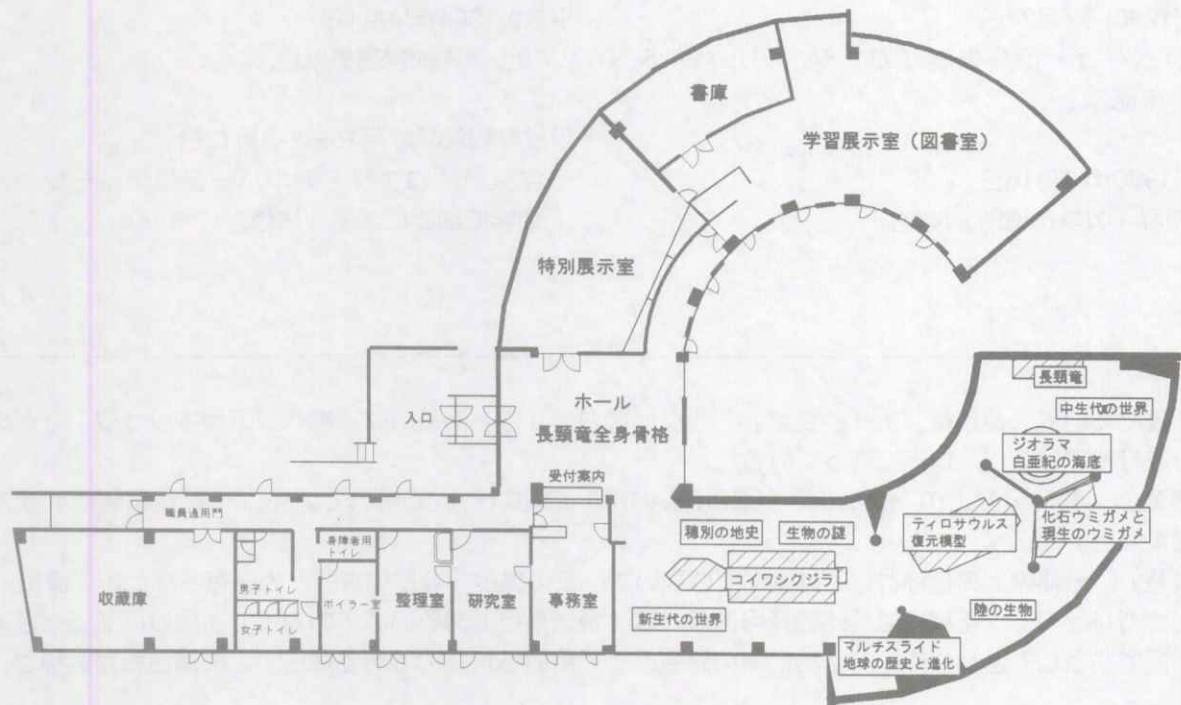 書庫
学習展示室（図書室）
特別展示室
入口
ホール
長頸竜全身骨格
受付案内
長頸竜
中生代の世界
ジオラマ
白亜紀の海底
化石ウミガメと
現生のウミガメ
ティロサウルス
復元模型
穂別の地史
生物の謎
コイワシクジラ
新生代の世界
陸の生物
マルチスライド
地球の歴史と進化
職員通用門
収蔵庫
男子トイレ
女子トイレ
身障者用
トイレ
ボイラー室
整理室
研究室
事務室